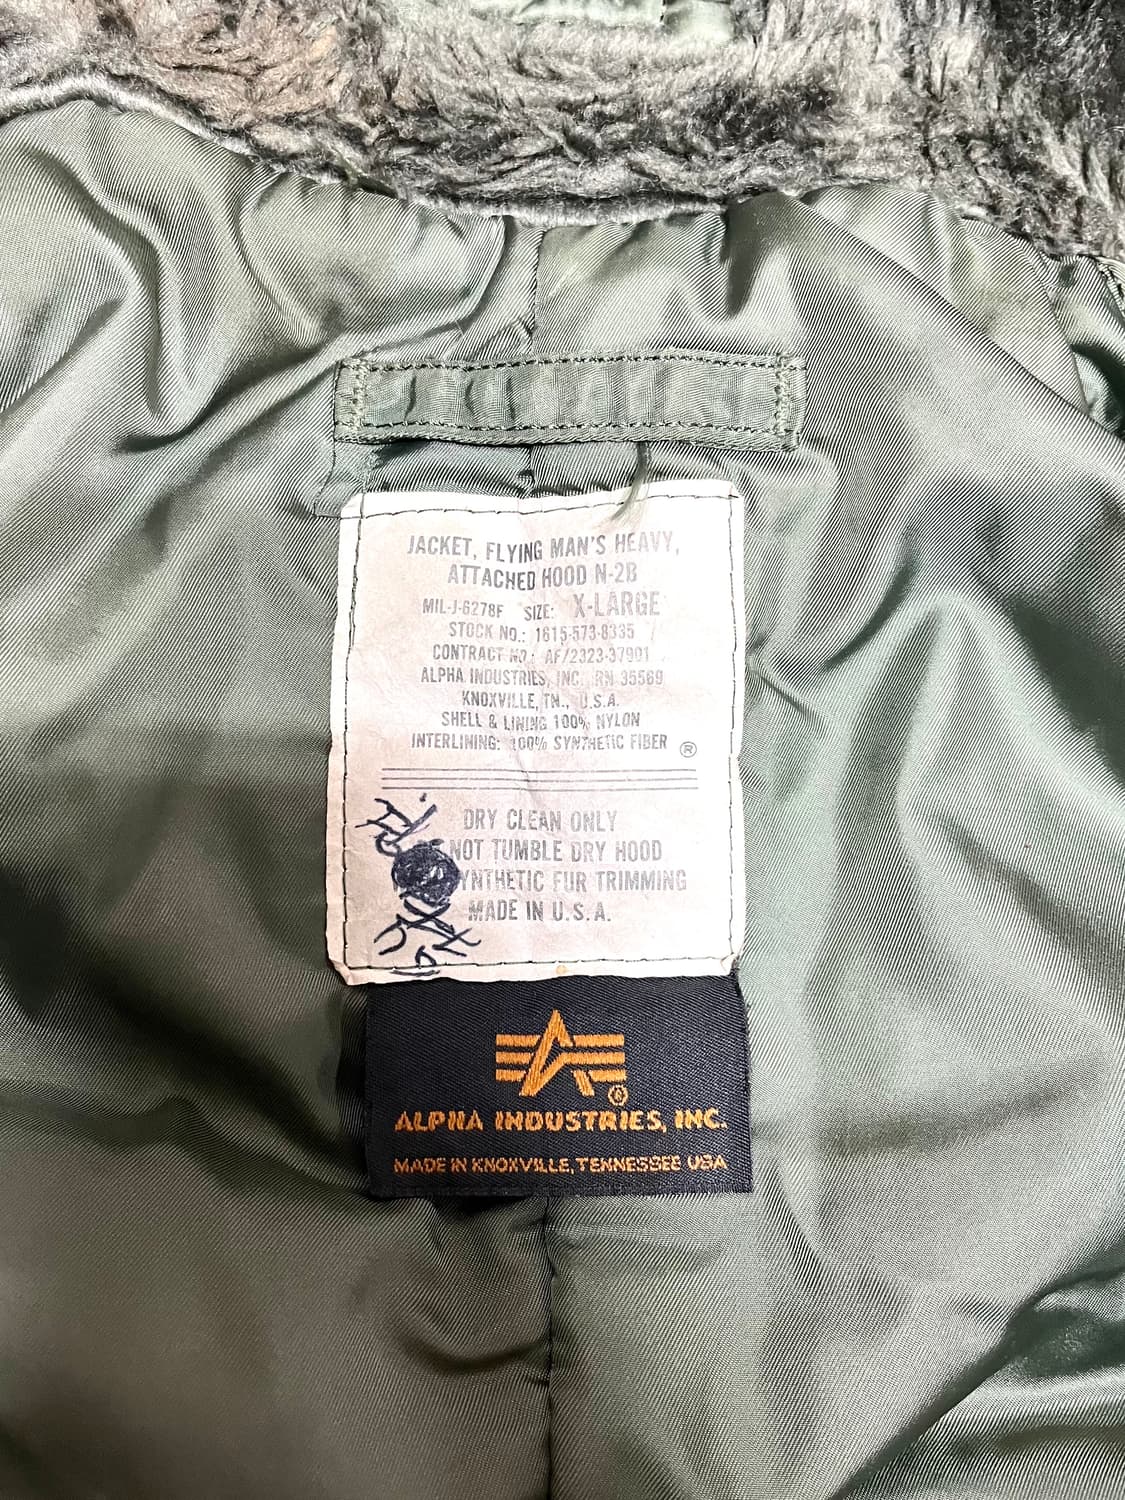 JACKET, FLYING MAN'S HEAVY,
ATTACHED HOOD N-2B
MIL-J-6278F SIZE: X-LARGE
STOCK NO.: 1615-573-8335
CONTRACT NO.: AF/2323-37901
ALPHA INDUSTRIES, INC. RN 35569
KNOXVILLE, TN., U.S.A.
SHELL & LINING 100% NYLON
INTERLINING: 100% SYNTHETIC FIBER ®
DRY CLEAN ONLY
NOT TUMBLE DRY HOOD
SYNTHETIC FUR TRIMMING
MADE IN U.S.A.
®
ALPHA INDUSTRIES, INC.
MADE IN KNOXVILLE, TENNESSEE USA